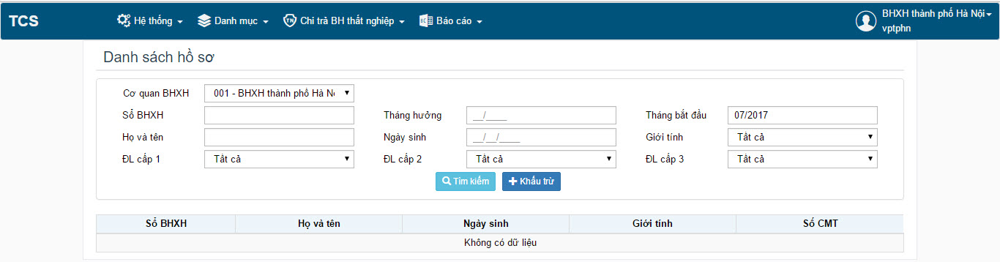 TCS
Hệ thống
Danh mục
Chi trả BH thất nghiệp
Báo cáo
BHXH thành phố Hà Nội
vptphn
Danh sách hồ sơ
Cơ quan BHXH 001 - BHXH thành phố Hà Nộ
Sổ BHXH Tháng hưởng __/____ Tháng bắt đầu 07/2017
Họ và tên Ngày sinh __/__/____ Giới tính Tất cả
ĐL cấp 1 Tất cả ĐL cấp 2 Tất cả ĐL cấp 3 Tất cả
Tìm kiếm Khấu trừ
Sổ BHXH Họ và tên Ngày sinh Giới tính Số CMT
Không có dữ liệu